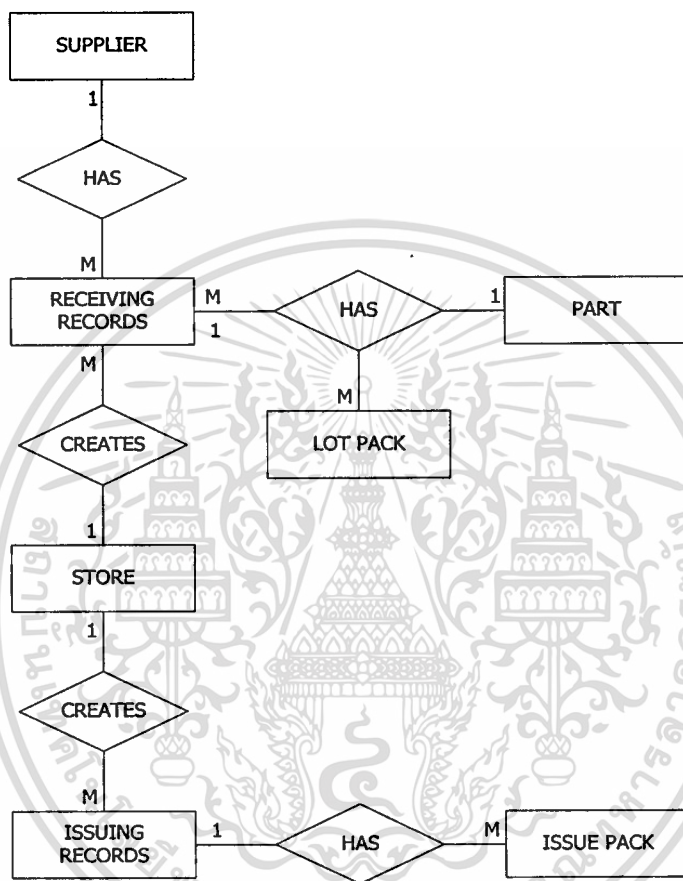 SUPPLIER
1
HAS
M
RECEIVING
RECORDS
M
1
HAS
1
PART
M
M
LOT PACK
CREATES
1
STORE
1
CREATES
M
ISSUING
RECORDS
1
HAS
M
ISSUE PACK